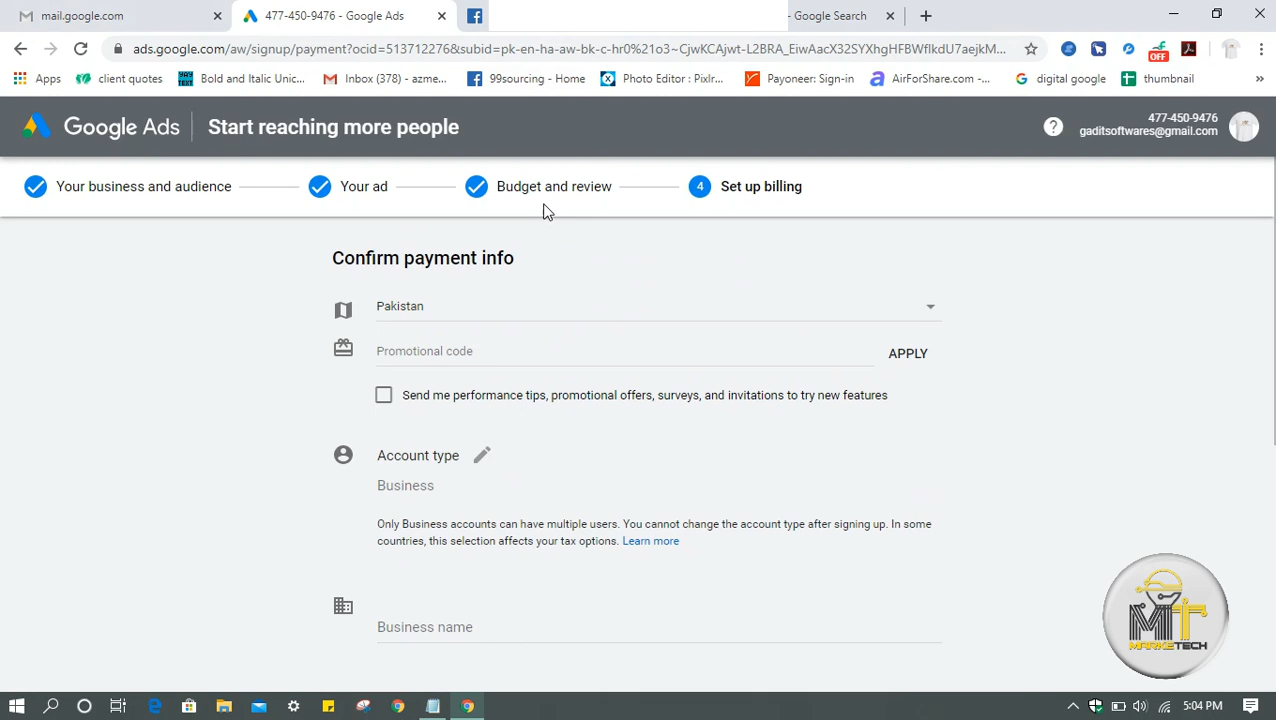 mail.google.com
477-450-9476 - Google Ads
- Google Search
ads.google.com/aw/signup/payment?ocid=513712276&sbid=pk-en-ha-aw-bk-c-hr0%21o3~CjwKCAjwt-L2BRA_EiwAacX32SYXhgHFBWflkdU7aejkM...
Apps
client quotes
Bold and Italic Unic...
Inbox (378) - azme...
99sourcing - Home
Photo Editor : Pixlr...
Payoneer: Sign-in
AirForShare.com -...
digital google
thumbnail
»
OFF
Google Ads
Start reaching more people
477-450-9476
gaditsoftwares@gmail.com
Your business and audience
Your ad
Budget and review
4
Set up billing
Confirm payment info
Pakistan
Promotional code
APPLY
Send me performance tips, promotional offers, surveys, and invitations to try new features
Account type
Business
Only Business accounts can have multiple users. You cannot change the account type after signing up. In some
countries, this selection affects your tax options. Learn more
Business name
MT
MARKETECH
5:04 PM